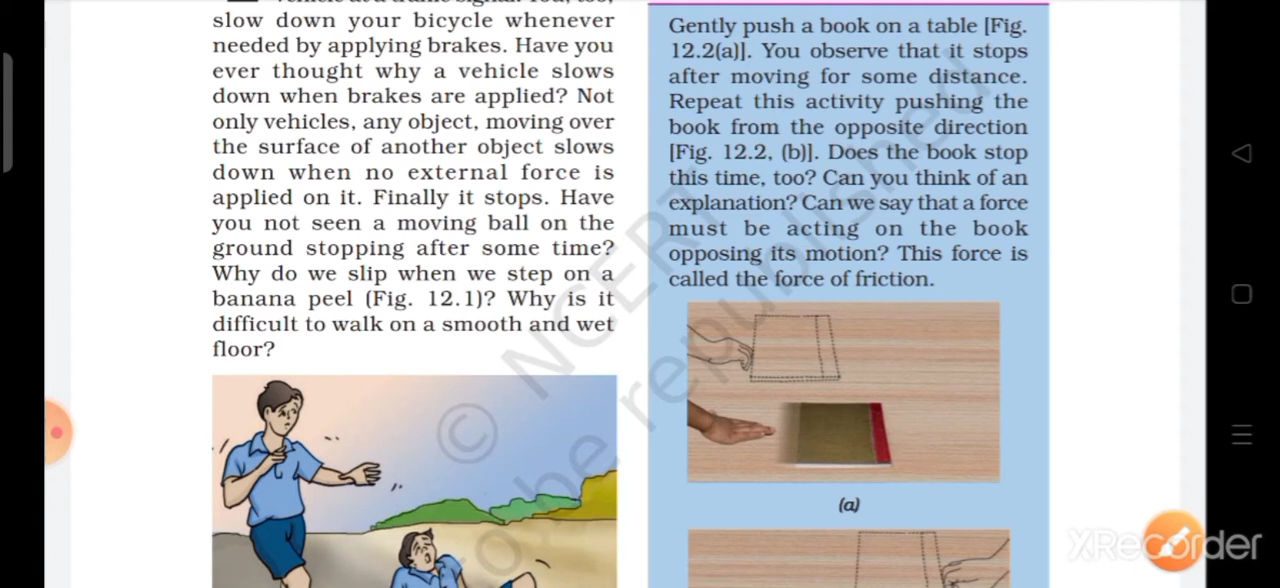 slow down your bicycle whenever
needed by applying brakes. Have you
ever thought why a vehicle slows
down when brakes are applied? Not
only vehicles, any object, moving over
the surface of another object slows
down when no external force is
applied on it. Finally it stops. Have
you not seen a moving ball on the
ground stopping after some time?
Why do we slip when we step on a
banana peel (Fig. 12.1)? Why is it
difficult to walk on a smooth and wet
floor?
Gently push a book on a table [Fig.
12.2(a)]. You observe that it stops
after moving for some distance.
Repeat this activity pushing the
book from the opposite direction
[Fig. 12.2, (b)]. Does the book stop
this time, too? Can you think of an
explanation? Can we say that a force
must be acting on the book
opposing its motion? This force is
called the force of friction.
(a)
© NCERT
to be republished
XRecorder